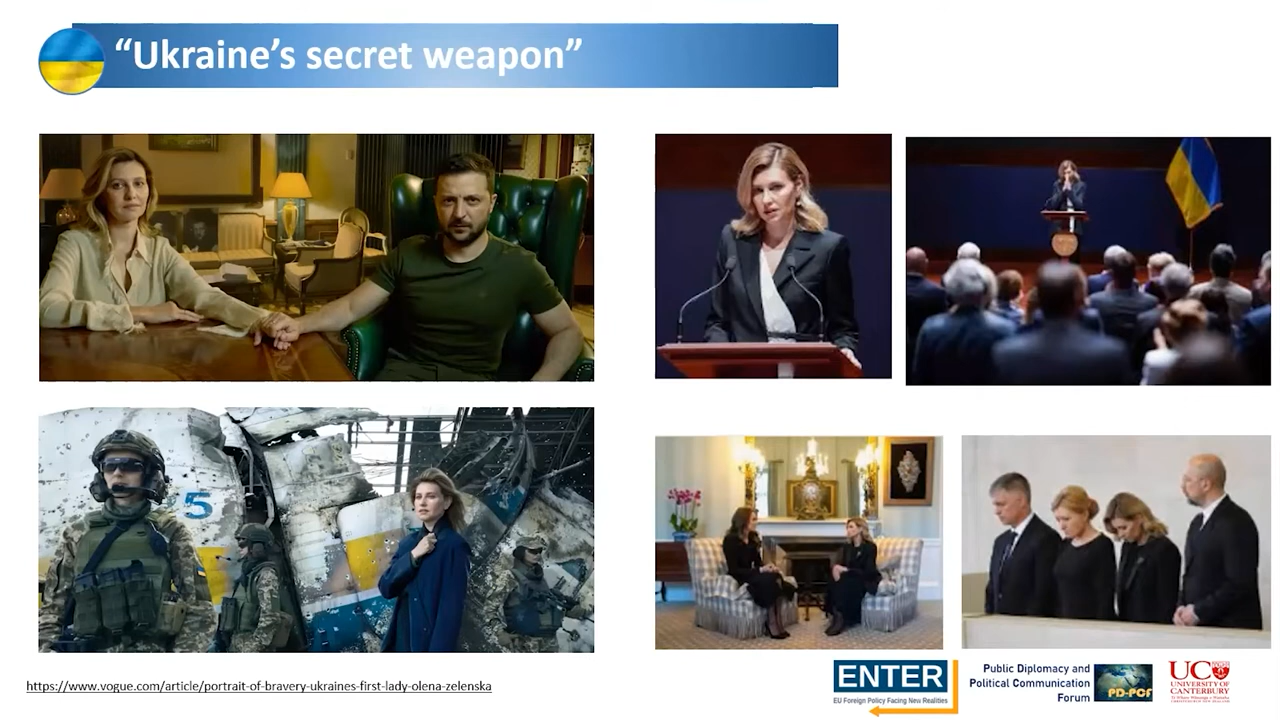 “Ukraine’s secret weapon”
5
https://www.vogue.com/article/portrait-of-bravery-ukraines-first-lady-olena-zelenska
ENTER
EU Foreign Policy Facing New Realities
Public Diplomacy and
Political Communication
Forum
PD-PCF
UC
UNIVERSITY OF
CANTERBURY